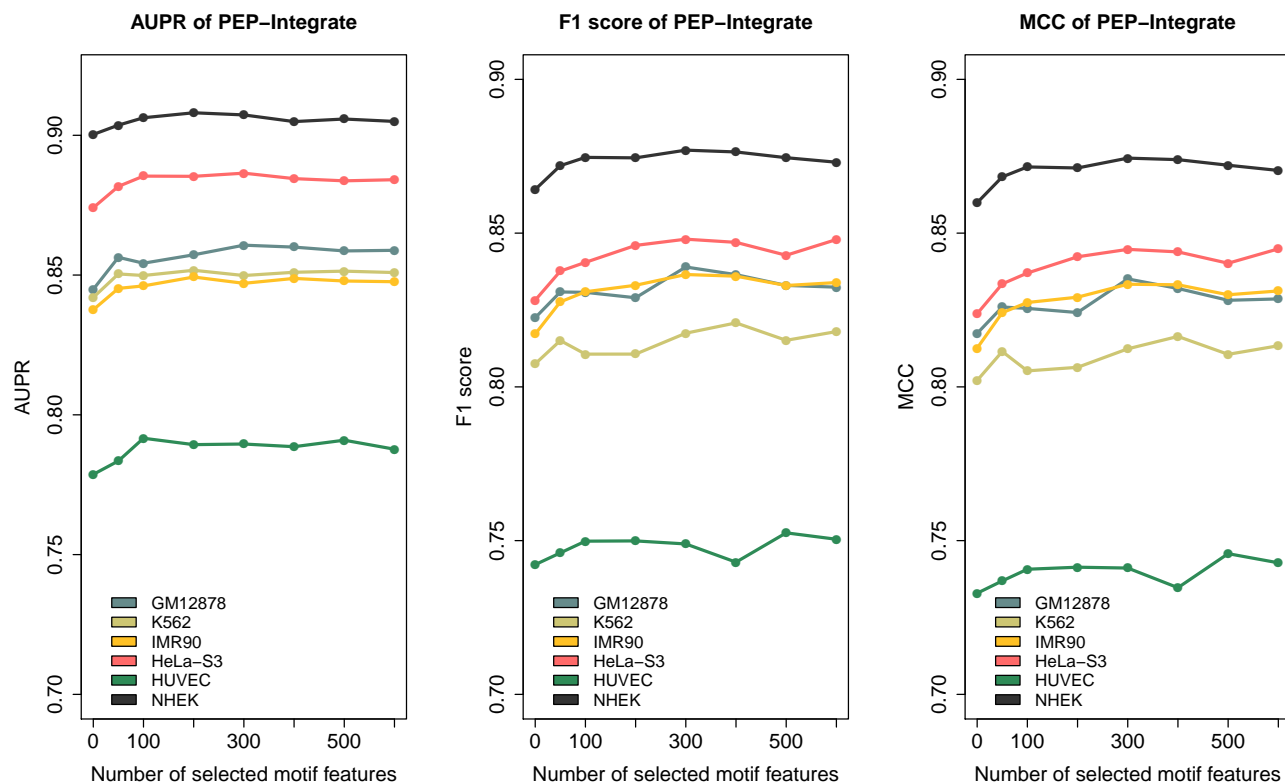 AUPR of PEP−Integrate
AUPR
0.90
0.85
0.80
0.75
0.70
GM12878
K562
IMR90
HeLa−S3
HUVEC
NHEK
0 100 300 500
Number of selected motif features
F1 score of PEP−Integrate
F1 score
0.90
0.85
0.80
0.75
0.70
GM12878
K562
IMR90
HeLa−S3
HUVEC
NHEK
0 100 300 500
Number of selected motif features
MCC of PEP−Integrate
MCC
0.90
0.85
0.80
0.75
0.70
GM12878
K562
IMR90
HeLa−S3
HUVEC
NHEK
0 100 300 500
Number of selected motif features